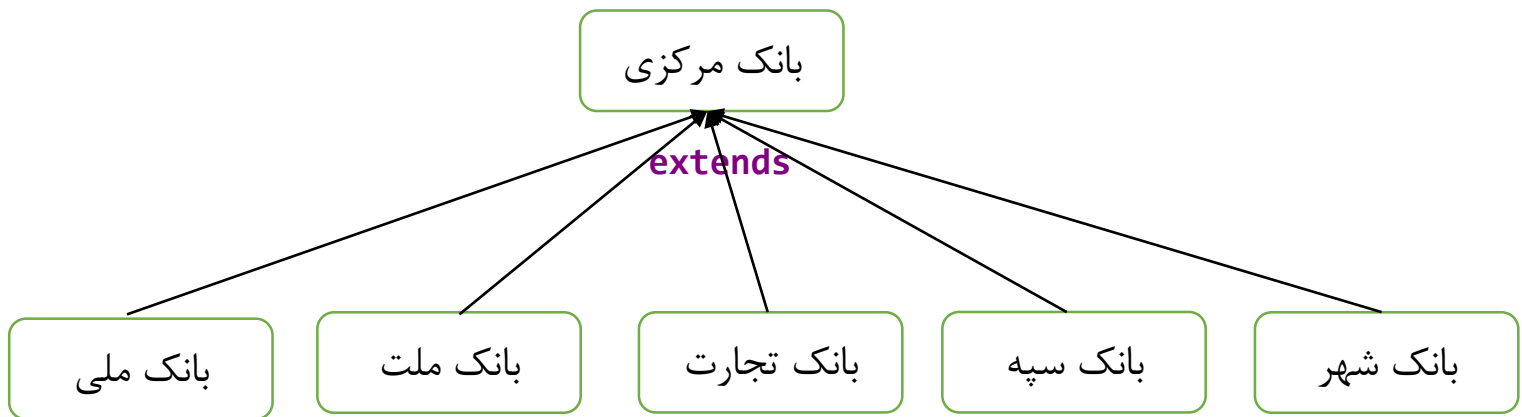 بانک مرکزی
extends
بانک شهر
بانک سپه
بانک تجارت
بانک ملت
بانک ملی